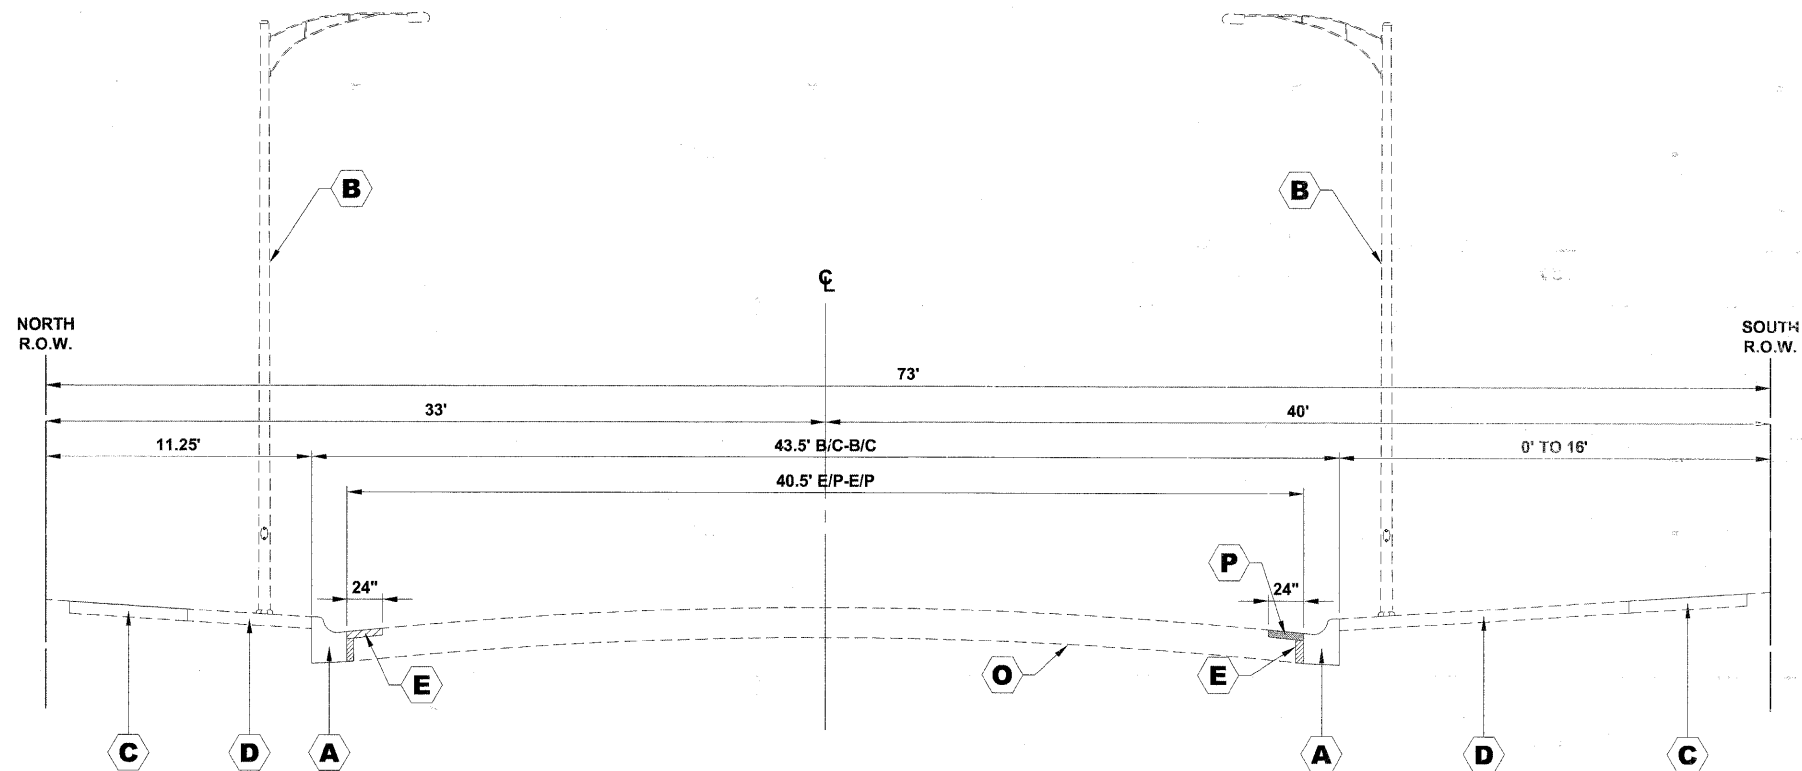 B
B
℄
NORTH
R.O.W.
SOUTH
R.O.W.
73'
33'
40'
11.25'
43.5' B/C-B/C
0' TO 16'
40.5' E/P-E/P
P
24"
24"
E
O
E
C
D
A
A
D
C